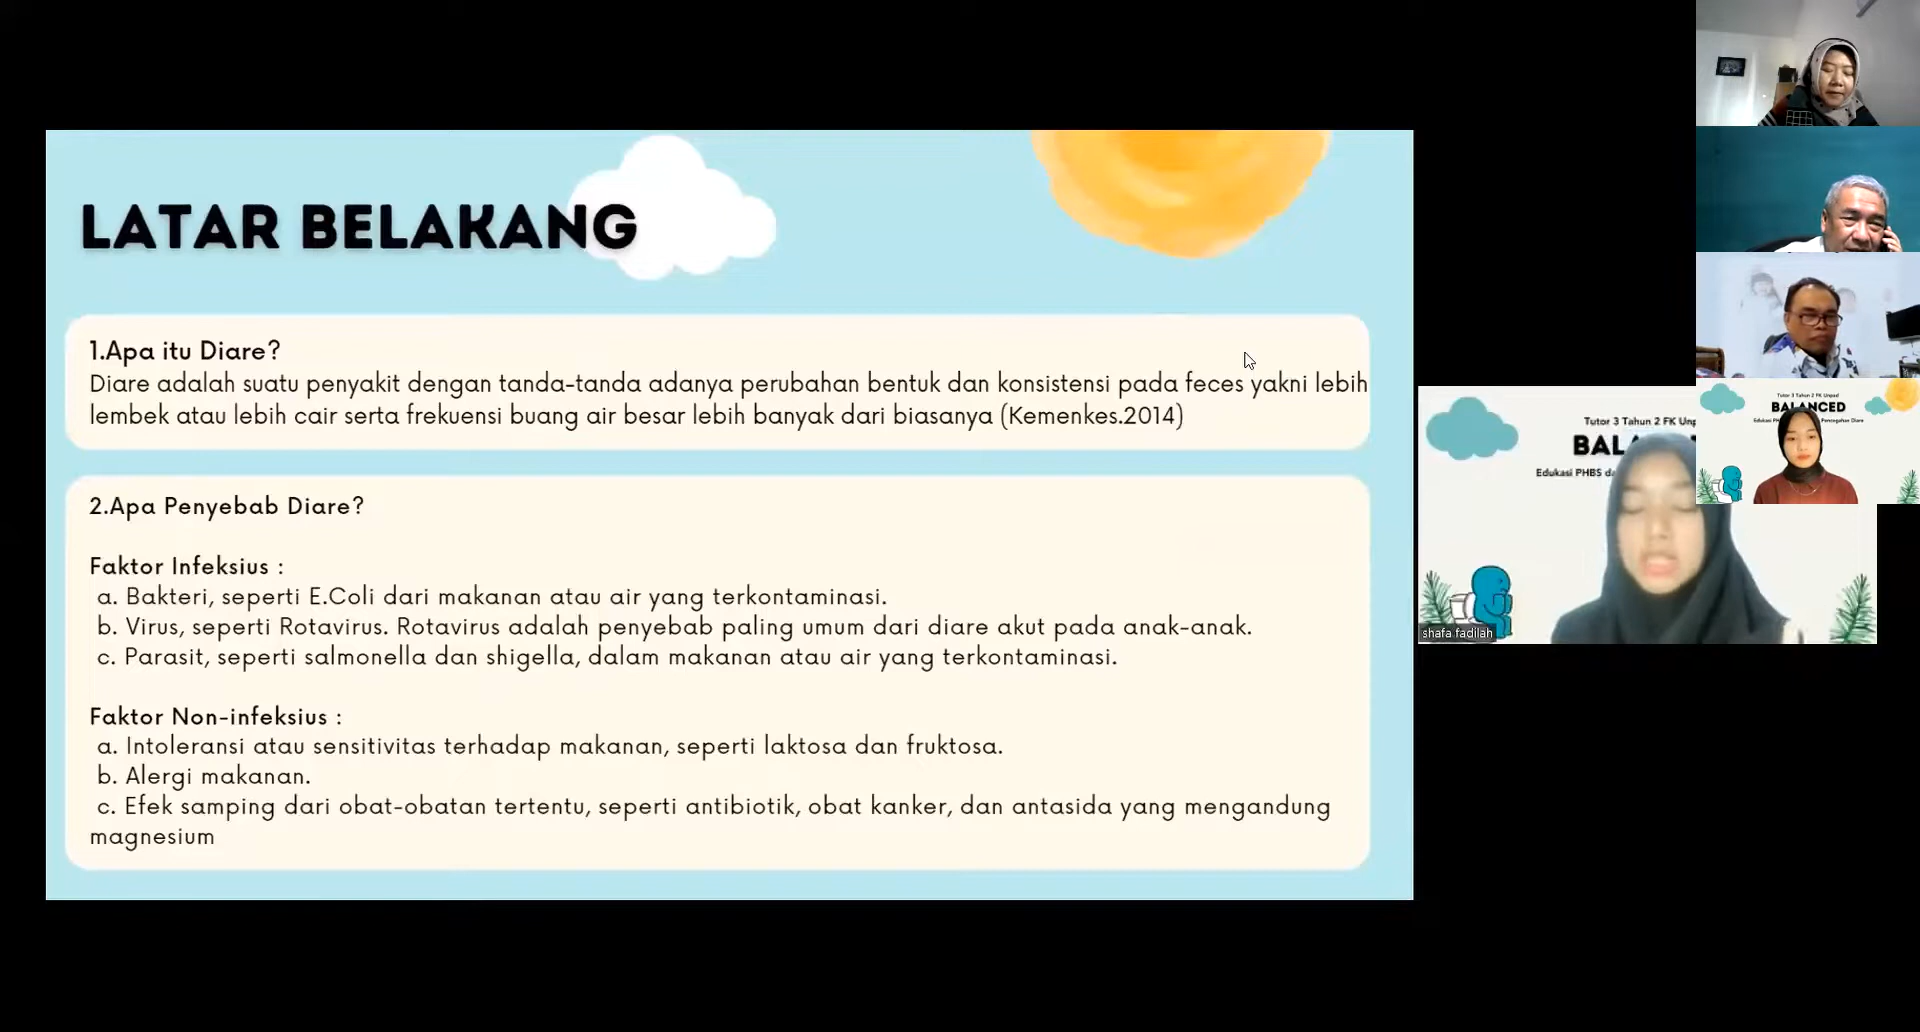 LATAR BELAKANG
1.Apa itu Diare?
Diare adalah suatu penyakit dengan tanda-tanda adanya perubahan bentuk dan konsistensi pada feces yakni lebih
lembek atau lebih cair serta frekuensi buang air besar lebih banyak dari biasanya (Kemenkes.2014)
2.Apa Penyebab Diare?
Faktor Infeksius :
a. Bakteri, seperti E.Coli dari makanan atau air yang terkontaminasi.
b. Virus, seperti Rotavirus. Rotavirus adalah penyebab paling umum dari diare akut pada anak-anak.
c. Parasit, seperti salmonella dan shigella, dalam makanan atau air yang terkontaminasi.
Faktor Non-infeksius :
a. Intoleransi atau sensitivitas terhadap makanan, seperti laktosa dan fruktosa.
b. Alergi makanan.
c. Efek samping dari obat-obatan tertentu, seperti antibiotik, obat kanker, dan antasida yang mengandung
magnesium
Tutor 3 Tahun 2 FK Unpad
BALANCED
Edukasi Pencegahan Diare
Tutor 3 Tahun 2 FK Unp
BAL
Edukasi PHBS da
shafa fadilah